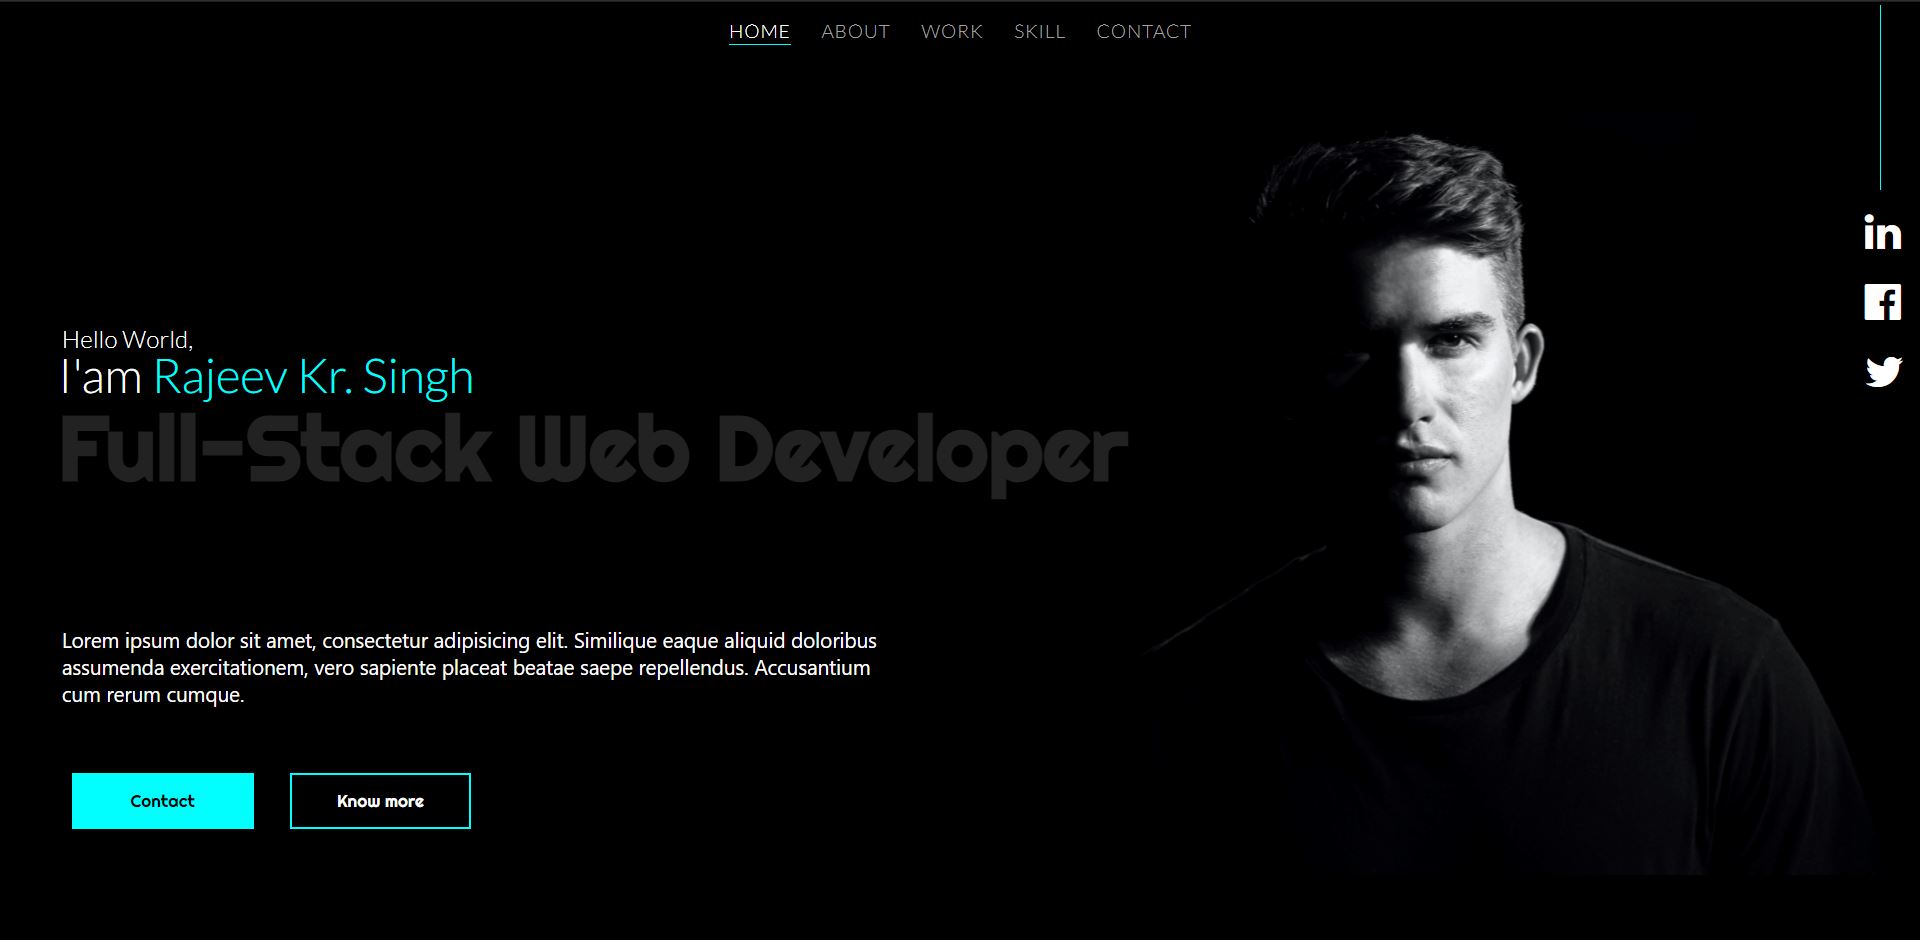 HOME ABOUT WORK SKILL CONTACT
in
Hello World,
I'am Rajeev Kr. Singh
Full-Stack Web Developer
Lorem ipsum dolor sit amet, consectetur adipisicing elit. Similique eaque aliquid doloribus
assumenda exercitationem, vero sapiente placeat beatae saepe repellendus. Accusantium
cum rerum cumque.
Contact Know more